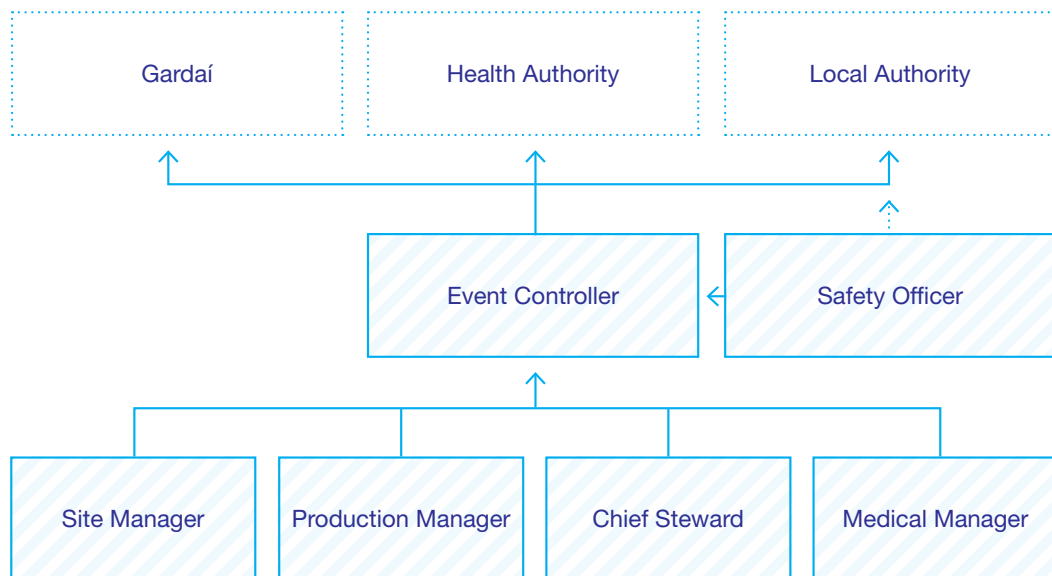 Gardaí
Health Authority
Local Authority
Event Controller
Safety Officer
Site Manager
Production Manager
Chief Steward
Medical Manager